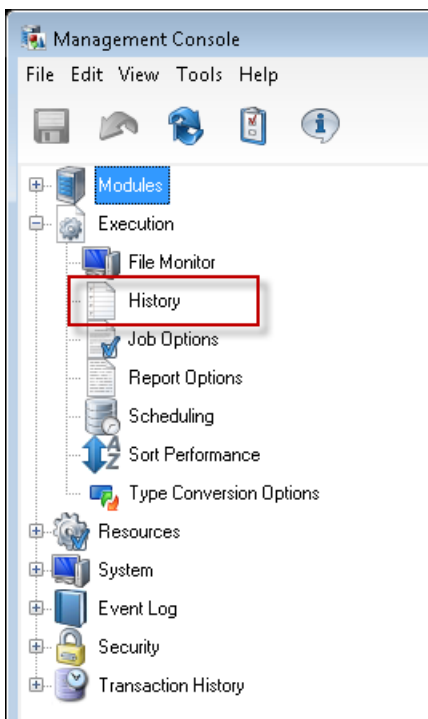 Management Console
File Edit View Tools Help
Modules
Execution
File Monitor
History
Job Options
Report Options
Scheduling
Sort Performance
Type Conversion Options
Resources
System
Event Log
Security
Transaction History